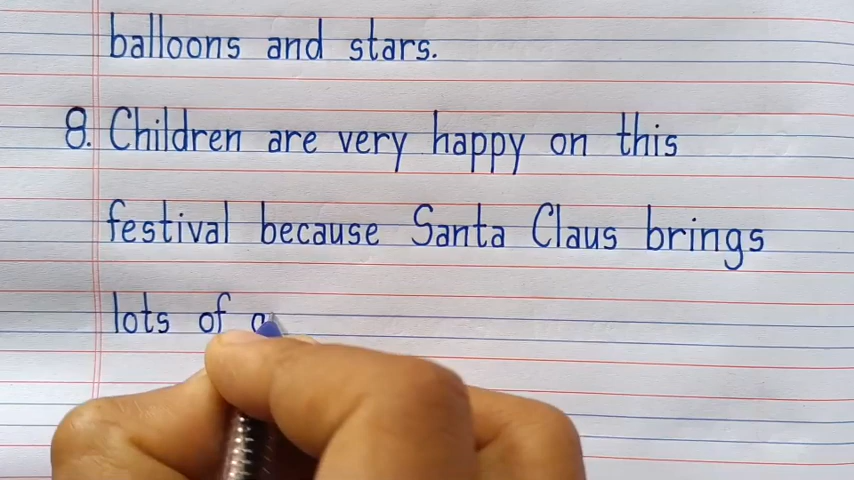 balloons and stars.
8. Children are very happy on this
festival because Santa Claus brings
lots of